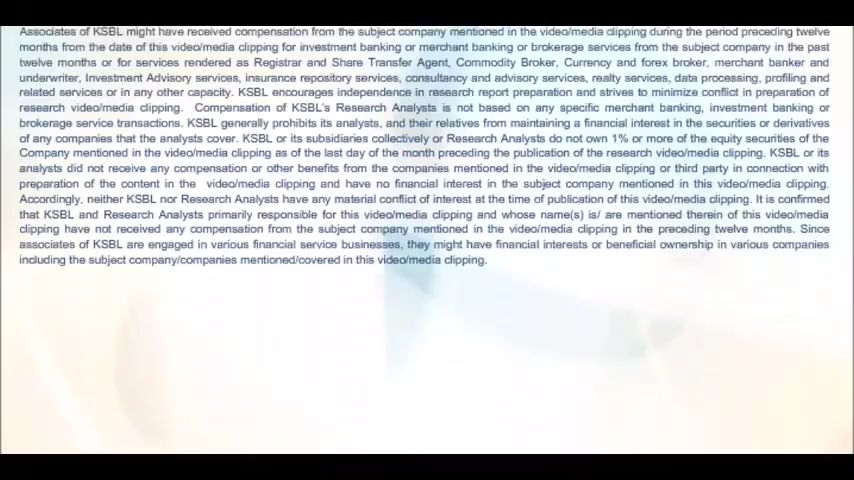 Associates of KSBL might have received compensation from the subject company mentioned in the video/media clipping during the period preceding twelve
months from the date of this video/media clipping for investment banking or merchant banking or brokerage services from the subject company in the past
twelve months or for services rendered as Registrar and Share Transfer Agent, Commodity Broker, Currency and forex broker, merchant banker and
underwriter, Investment Advisory services, insurance repository services, consultancy and advisory services, realty services, data processing, profiling and
related services or in any other capacity. KSBL encourages independence in research report preparation and strives to minimize conflict in preparation of
research video/media clipping. Compensation of KSBL's Research Analysts is not based on any specific merchant banking, investment banking or
brokerage service transactions. KSBL generally prohibits its analysts, and their relatives from maintaining a financial interest in the securities or derivatives
of any companies that the analysts cover. KSBL or its subsidiaries collectively or Research Analysts do not own 1% or more of the equity securities of the
Company mentioned in the video/media clipping as of the last day of the month preceding the publication of the research video/media clipping. KSBL or its
analysts did not receive any compensation or other benefits from the companies mentioned in the video/media clipping or third party in connection with
preparation of the content in the video/media clipping and have no financial interest in the subject company mentioned in this video/media clipping.
Accordingly, neither KSBL nor Research Analysts have any material conflict of interest at the time of publication of this video/media clipping. It is confirmed
that KSBL and Research Analysts primarily responsible for this video/media clipping and whose name(s) is/ are mentioned therein of this video/media
clipping have not received any compensation from the subject company mentioned in the video/media clipping in the preceding twelve months. Since
associates of KSBL are engaged in various financial service businesses, they might have financial interests or beneficial ownership in various companies
including the subject company/companies mentioned/covered in this video/media clipping.